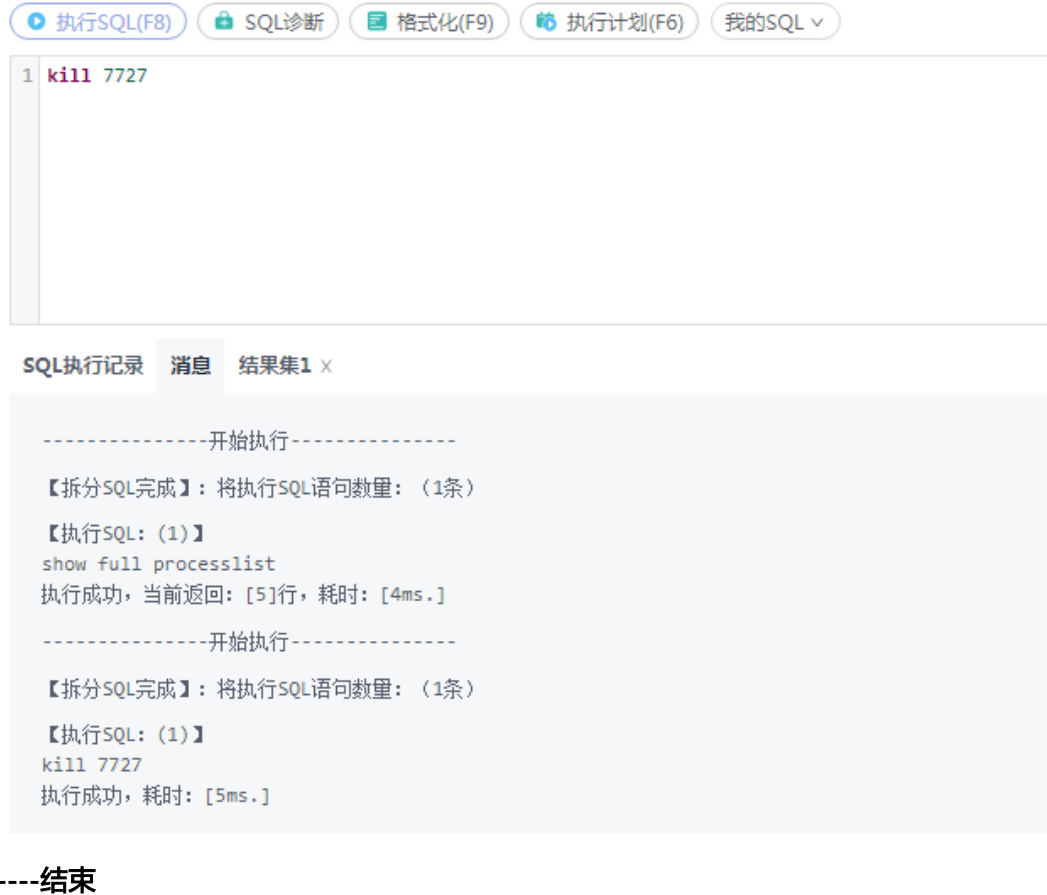 执行SQL(F8) SQL诊断 格式化(F9) 执行计划(F6) 我的SQL
1 kill 7727
SQL执行记录 消息 结果集1 x
---------------开始执行---------------
【拆分SQL完成】：将执行SQL语句数量：（1条）
【执行SQL：(1)】
show full processlist
执行成功，当前返回：[5]行，耗时：[4ms.]
---------------开始执行---------------
【拆分SQL完成】：将执行SQL语句数量：（1条）
【执行SQL：(1)】
kill 7727
执行成功，耗时：[5ms.]
----结束